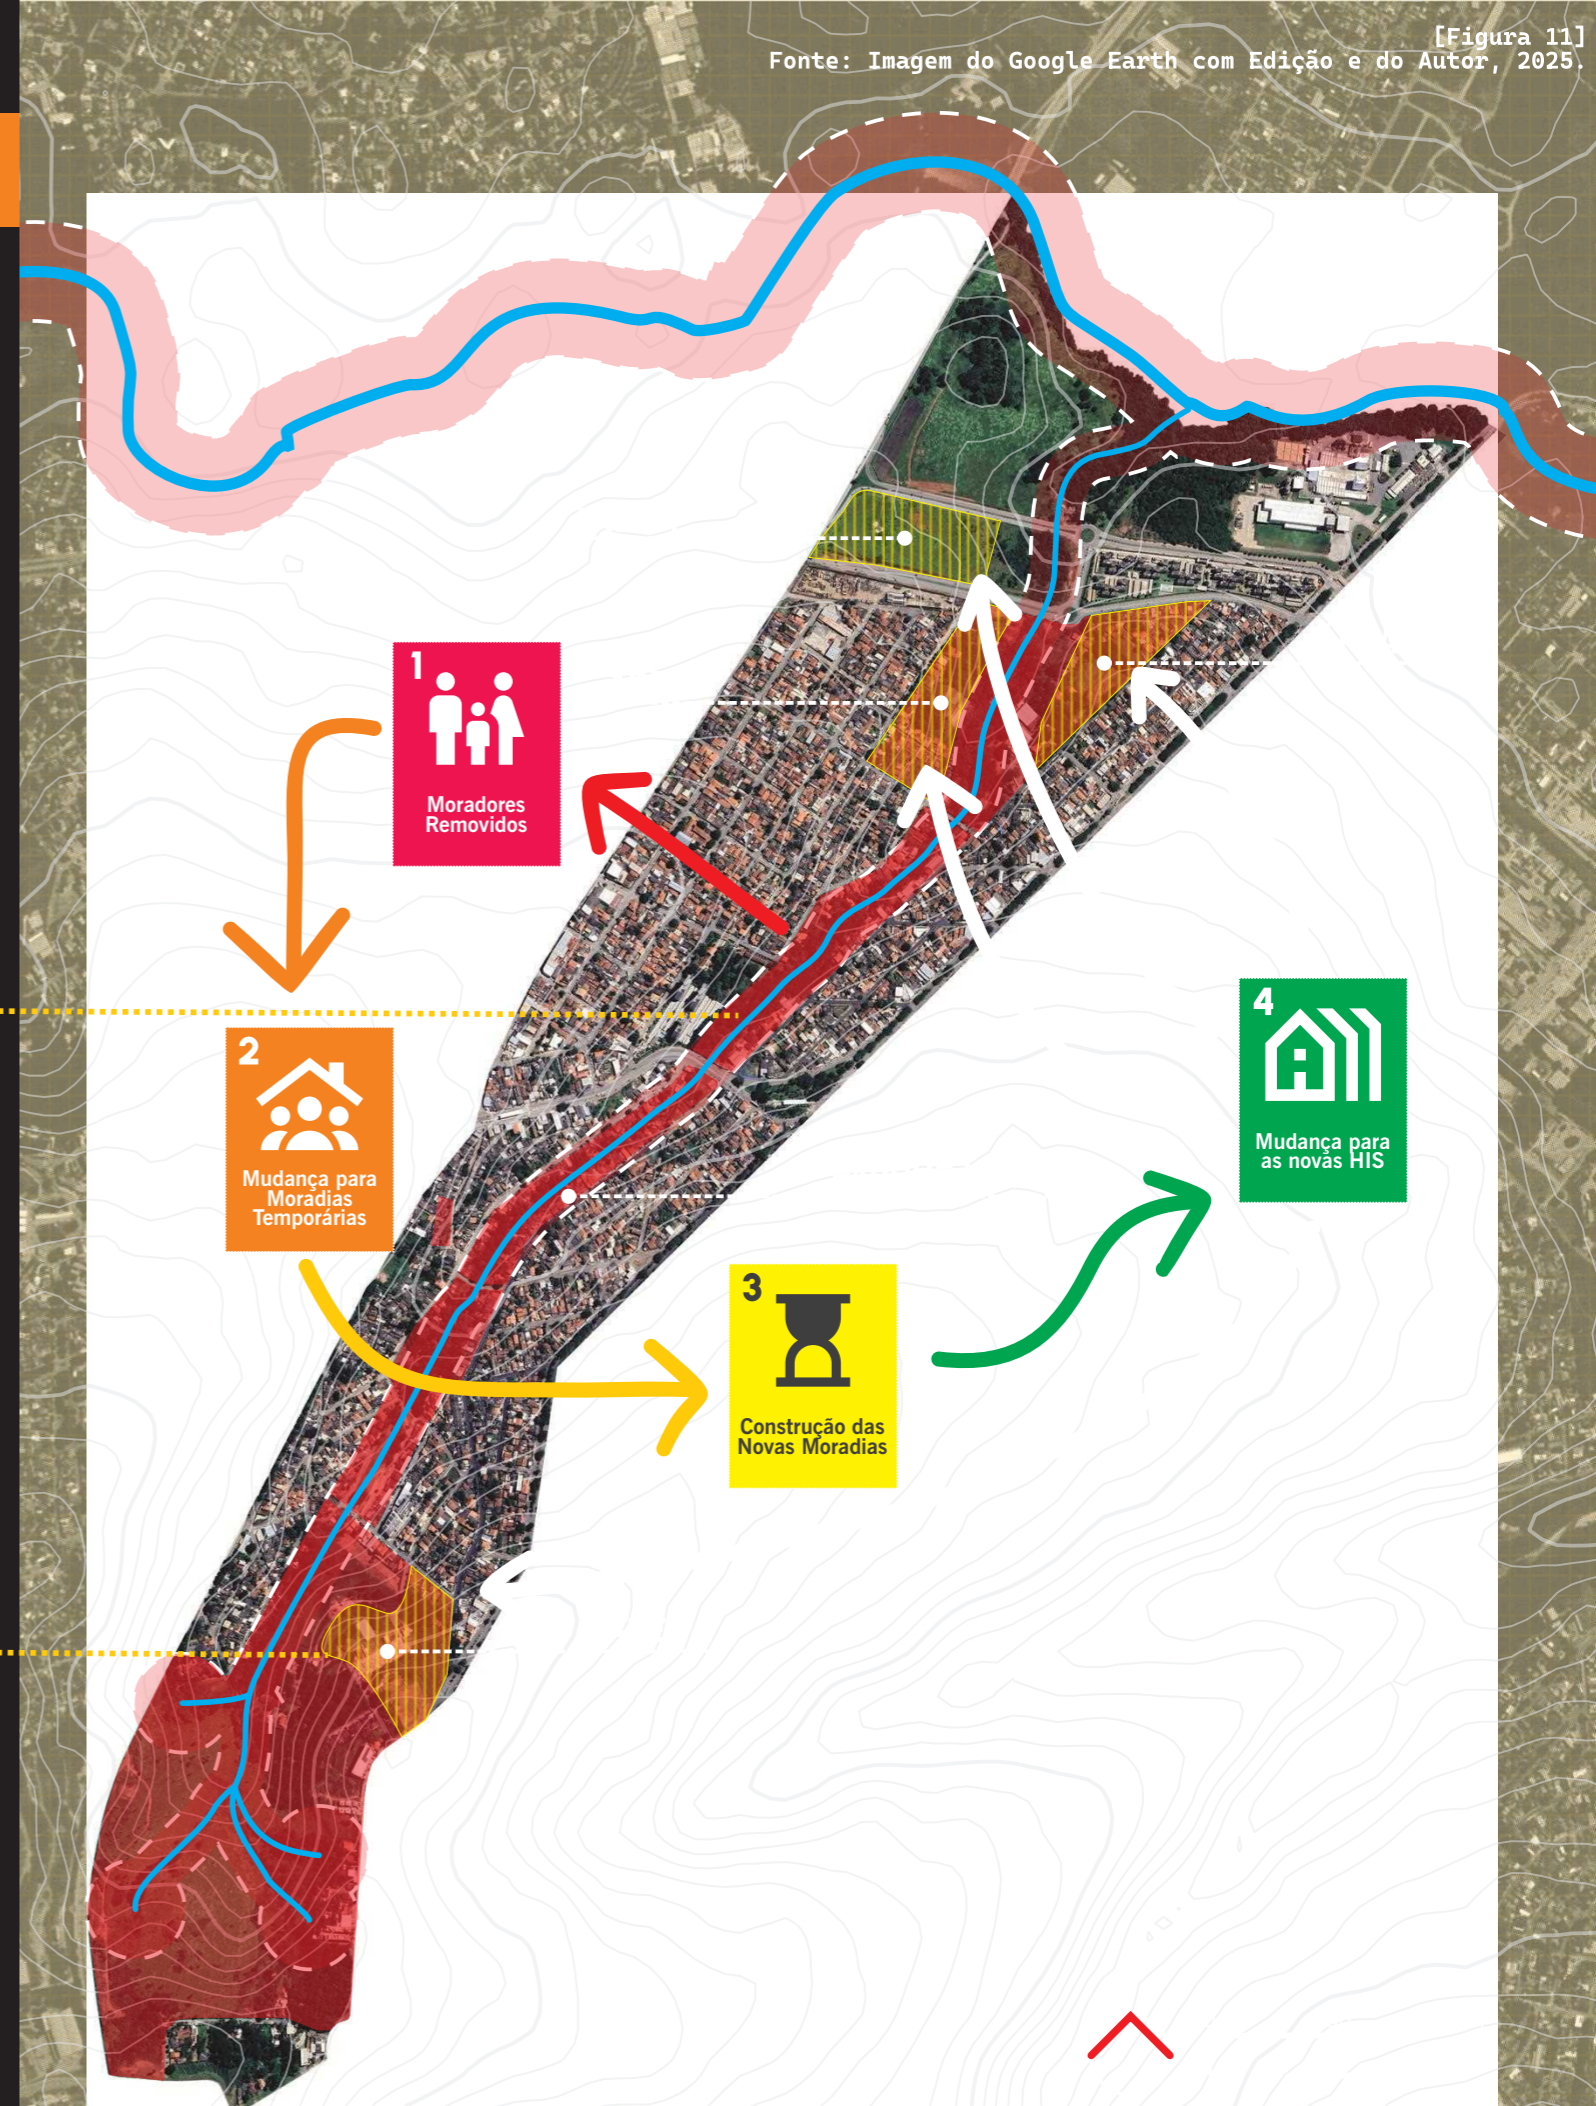 [Figura 11]
Fonte: Imagem do Google Earth com Edição e do Autor, 2025.
1
Moradores
Removidos
2
Mudança para
Moradias
Temporárias
3
Construção das
Novas Moradias
4
Mudança para
as novas HIS